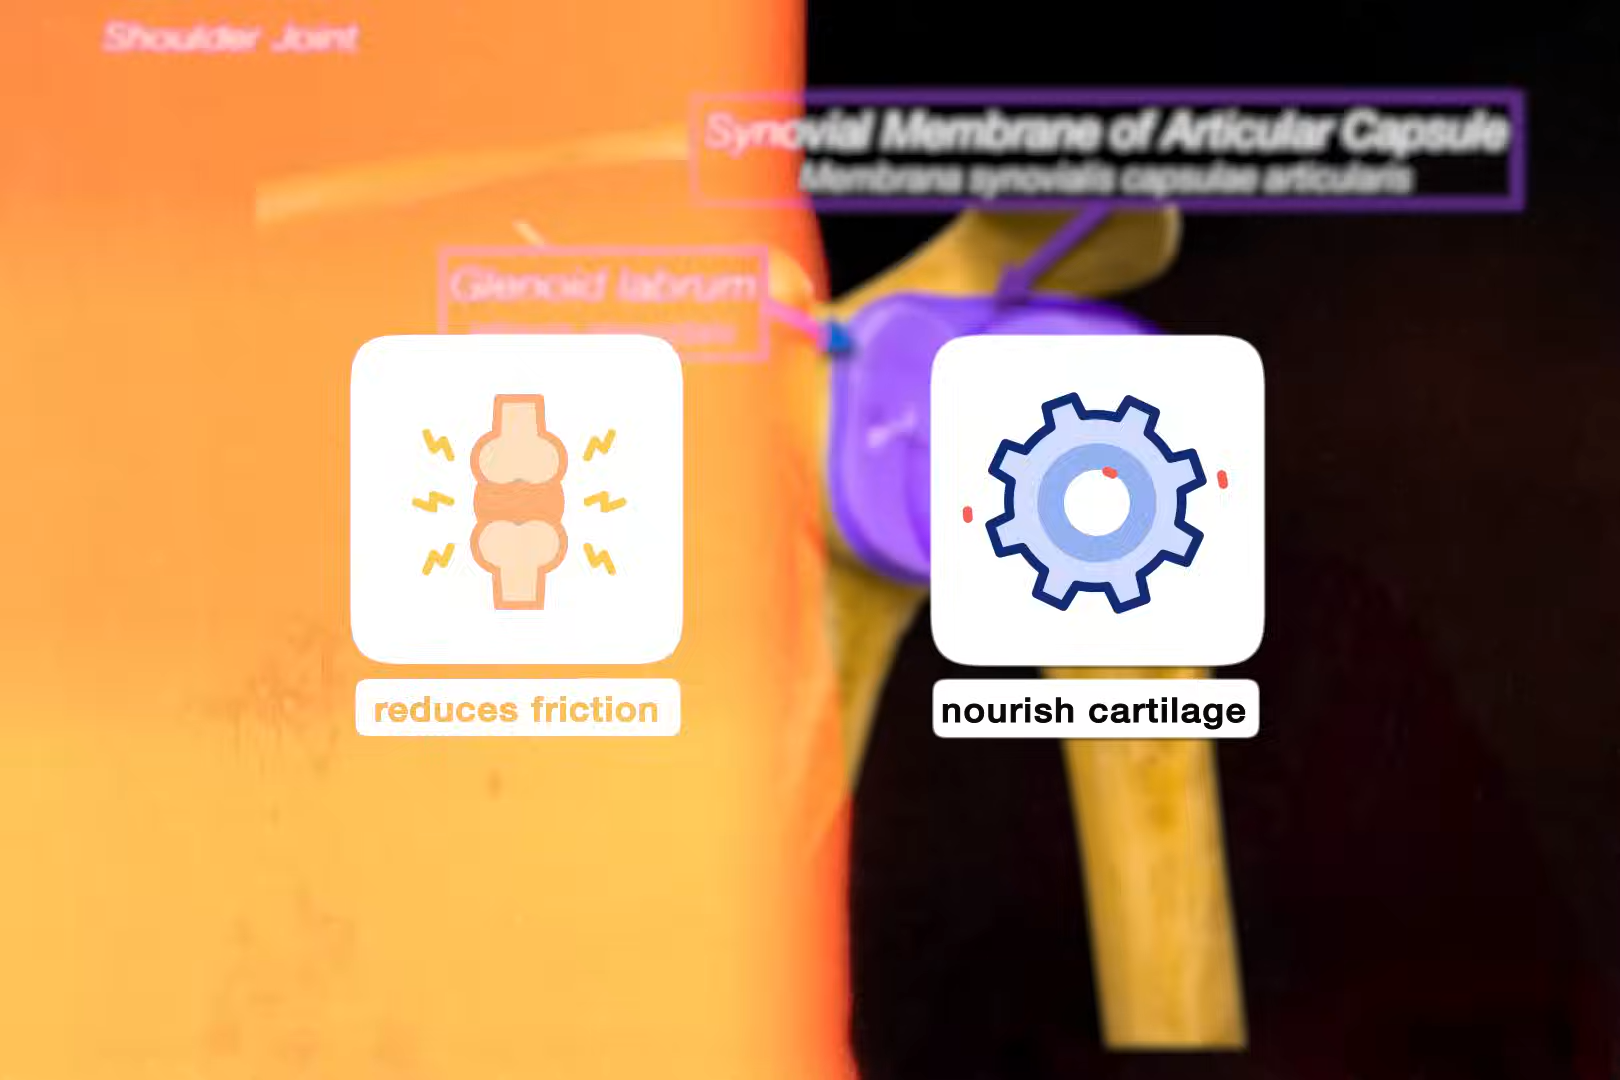 Shoulder Joint
Synovial Membrane of Articular Capsule
Membrana synovialis capsulae articularis
Glenoid labrum
reduces friction
nourish cartilage